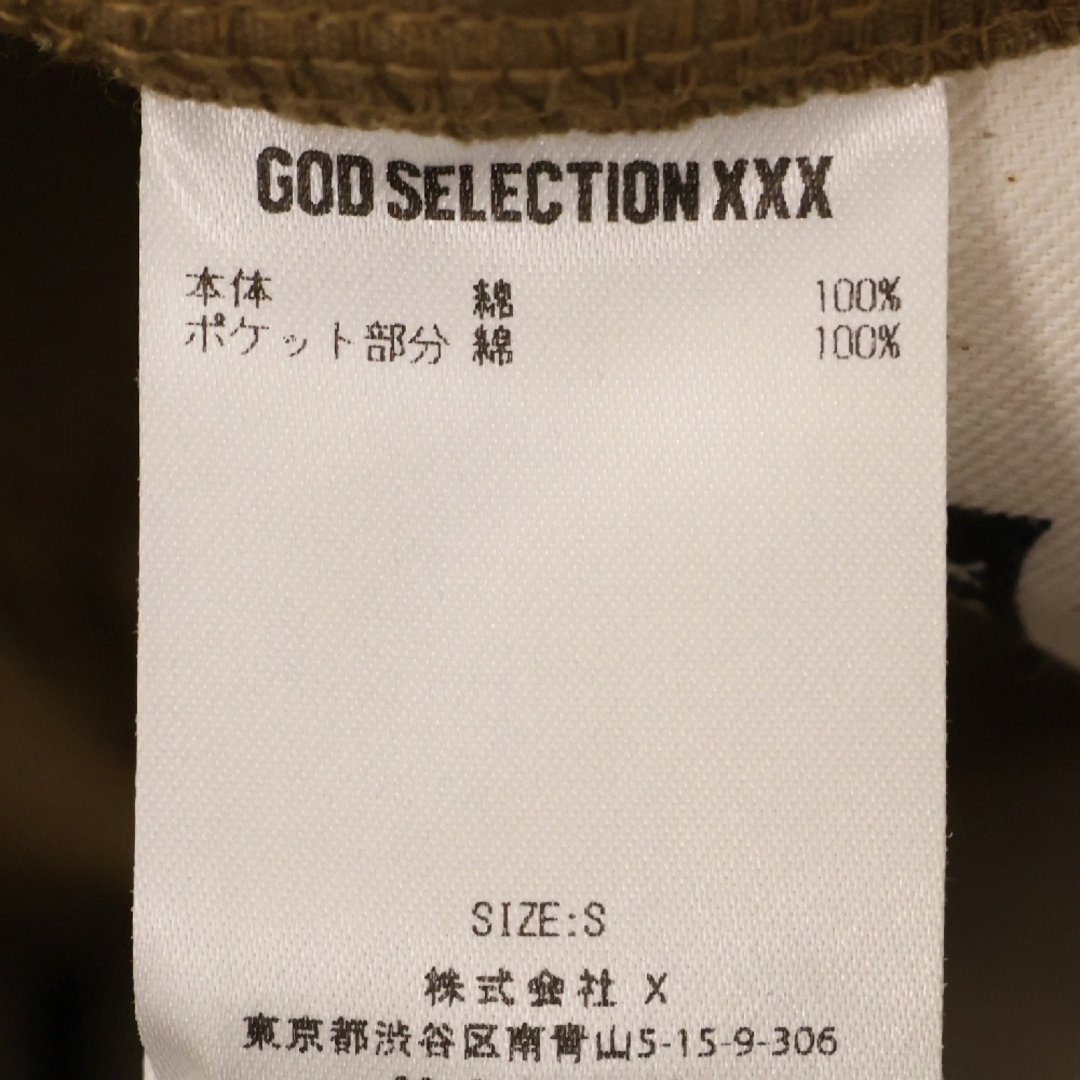 GOD SELECTION XXX
本体 綿 100%
ポケット部分 綿 100%
SIZE:S
株式会社 X
東京都渋谷区南青山5-15-9-306